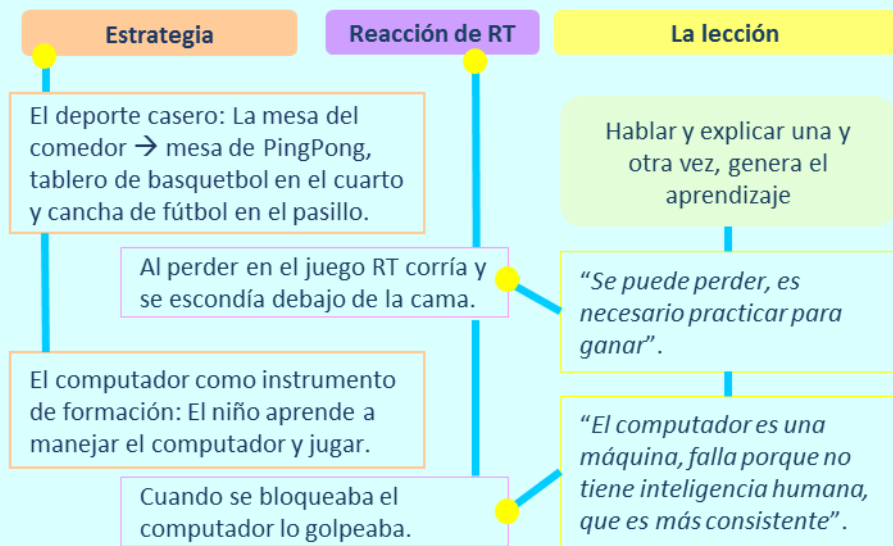 Estrategia
Reacción de RT
La lección
El deporte casero: La mesa del
comedor → mesa de PingPong,
tablero de basquetbol en el cuarto
y cancha de fútbol en el pasillo.
Hablar y explicar una y
otra vez, genera el
aprendizaje
Al perder en el juego RT corría y
se escondía debajo de la cama.
“Se puede perder, es
necesario practicar para
ganar”.
El computador como instrumento
de formación: El niño aprende a
manejar el computador y jugar.
“El computador es una
máquina, falla porque no
tiene inteligencia humana,
que es más consistente”.
Cuando se bloqueaba el
computador lo golpeaba.